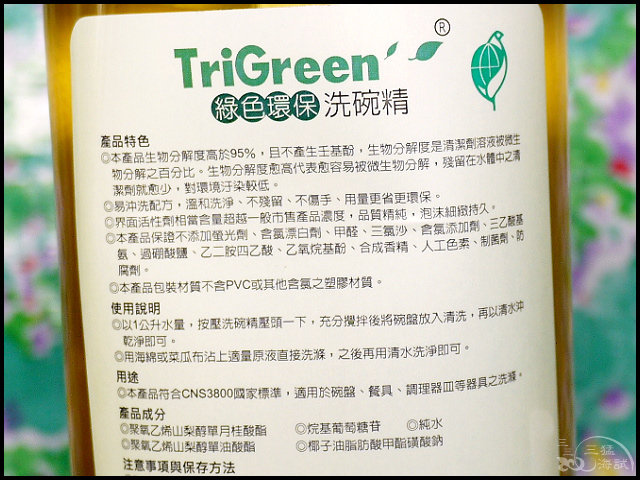 TriGreen®
綠色環保洗碗精
產品特色
◎本產品生物分解度高於95%，且不產生壬基酚，生物分解度是清潔劑溶液被微生
物分解之百分比。生物分解度愈高代表愈容易被微生物分解，殘留在水體中之清
潔劑就愈少，對環境汙染較低。
◎易沖洗配方，溫和洗淨、不殘留、不傷手、用量更省更環保。
◎界面活性劑相當含量超越一般市售產品濃度，品質精純，泡沫細緻持久。
◎本產品保證不添加螢光劑、含氯漂白劑、甲醛、三氯沙、含氯添加劑、三乙酸基
氨、過硼酸鹽、乙二胺四乙酸、乙氧烷基酚、合成香精、人工色素、制菌劑、防
腐劑。
◎本產品包裝材質不含PVC或其他含氯之塑膠材質。
使用說明
◎以1公升水量，按壓洗碗精壓頭一下，充分攪拌後將碗盤放入清洗，再以清水沖
乾淨即可。
◎用海綿或菜瓜布沾上適量原液直接洗滌，之後再用清水洗淨即可。
用途
◎本產品符合CNS3800國家標準，適用於碗盤、餐具、調理器皿等器具之洗滌。
產品成分
◎聚氧乙烯山梨醇單月桂酸酯 ◎烷基葡萄糖苷 ◎純水
◎聚氧乙烯山梨醇單油酸酯 ◎椰子油脂肪酸甲酯磺酸鈉
注意事項與保存方法
三猛
海試